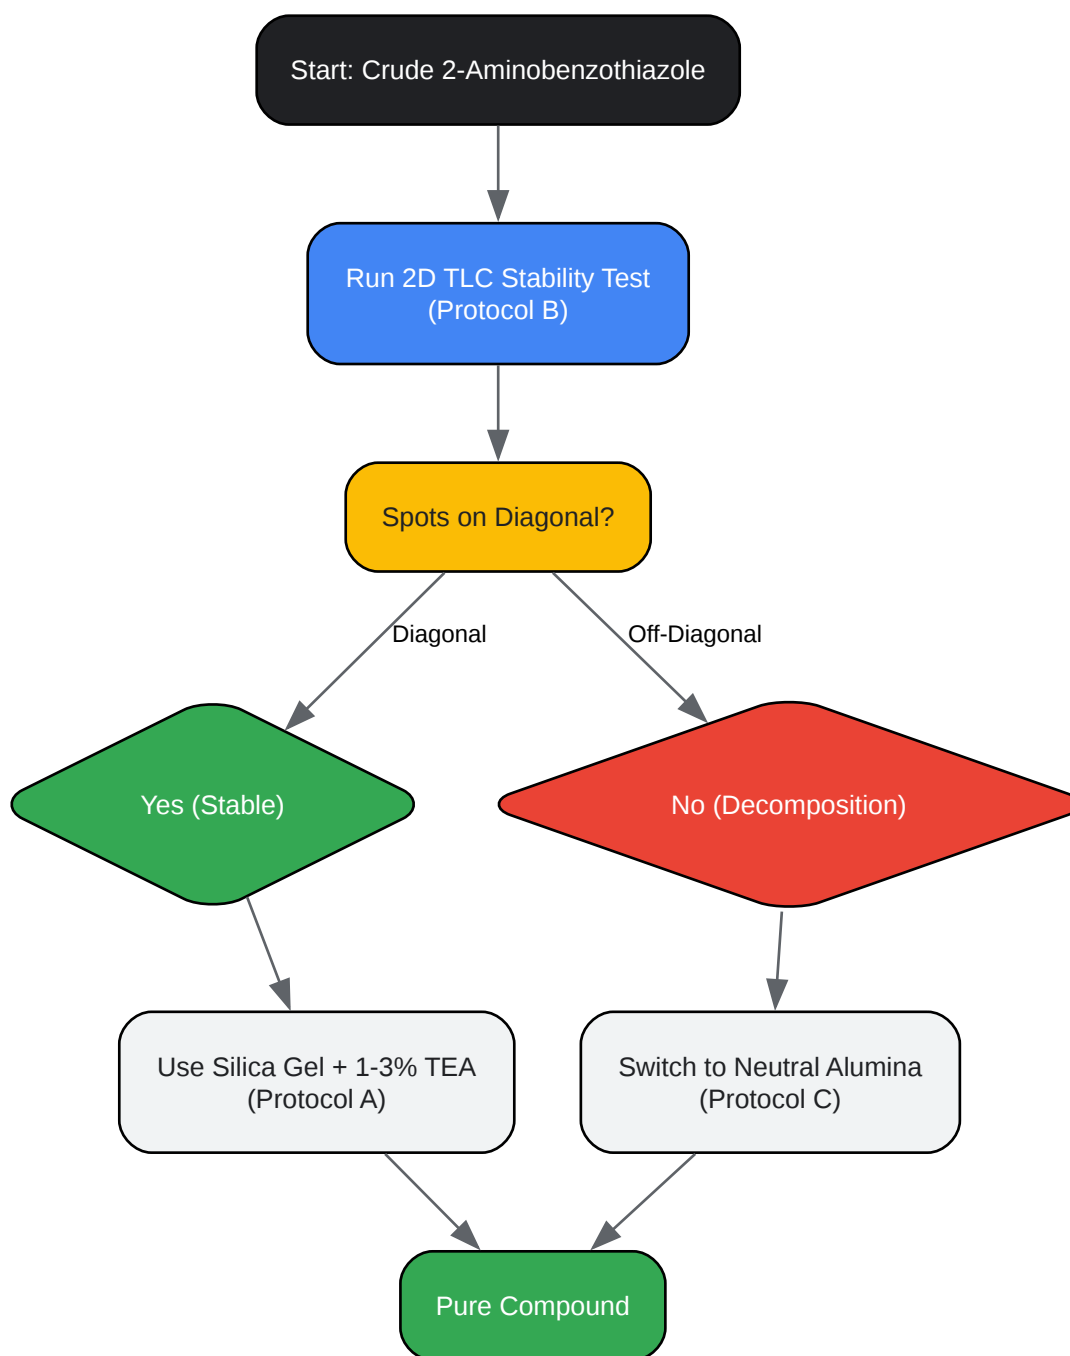 Start: Crude 2-Aminobenzothiazole
Run 2D TLC Stability Test
(Protocol B)
Spots on Diagonal?
Diagonal
Off-Diagonal
Yes (Stable)
No (Decomposition)
Use Silica Gel + 1-3% TEA
(Protocol A)
Switch to Neutral Alumina
(Protocol C)
Pure Compound